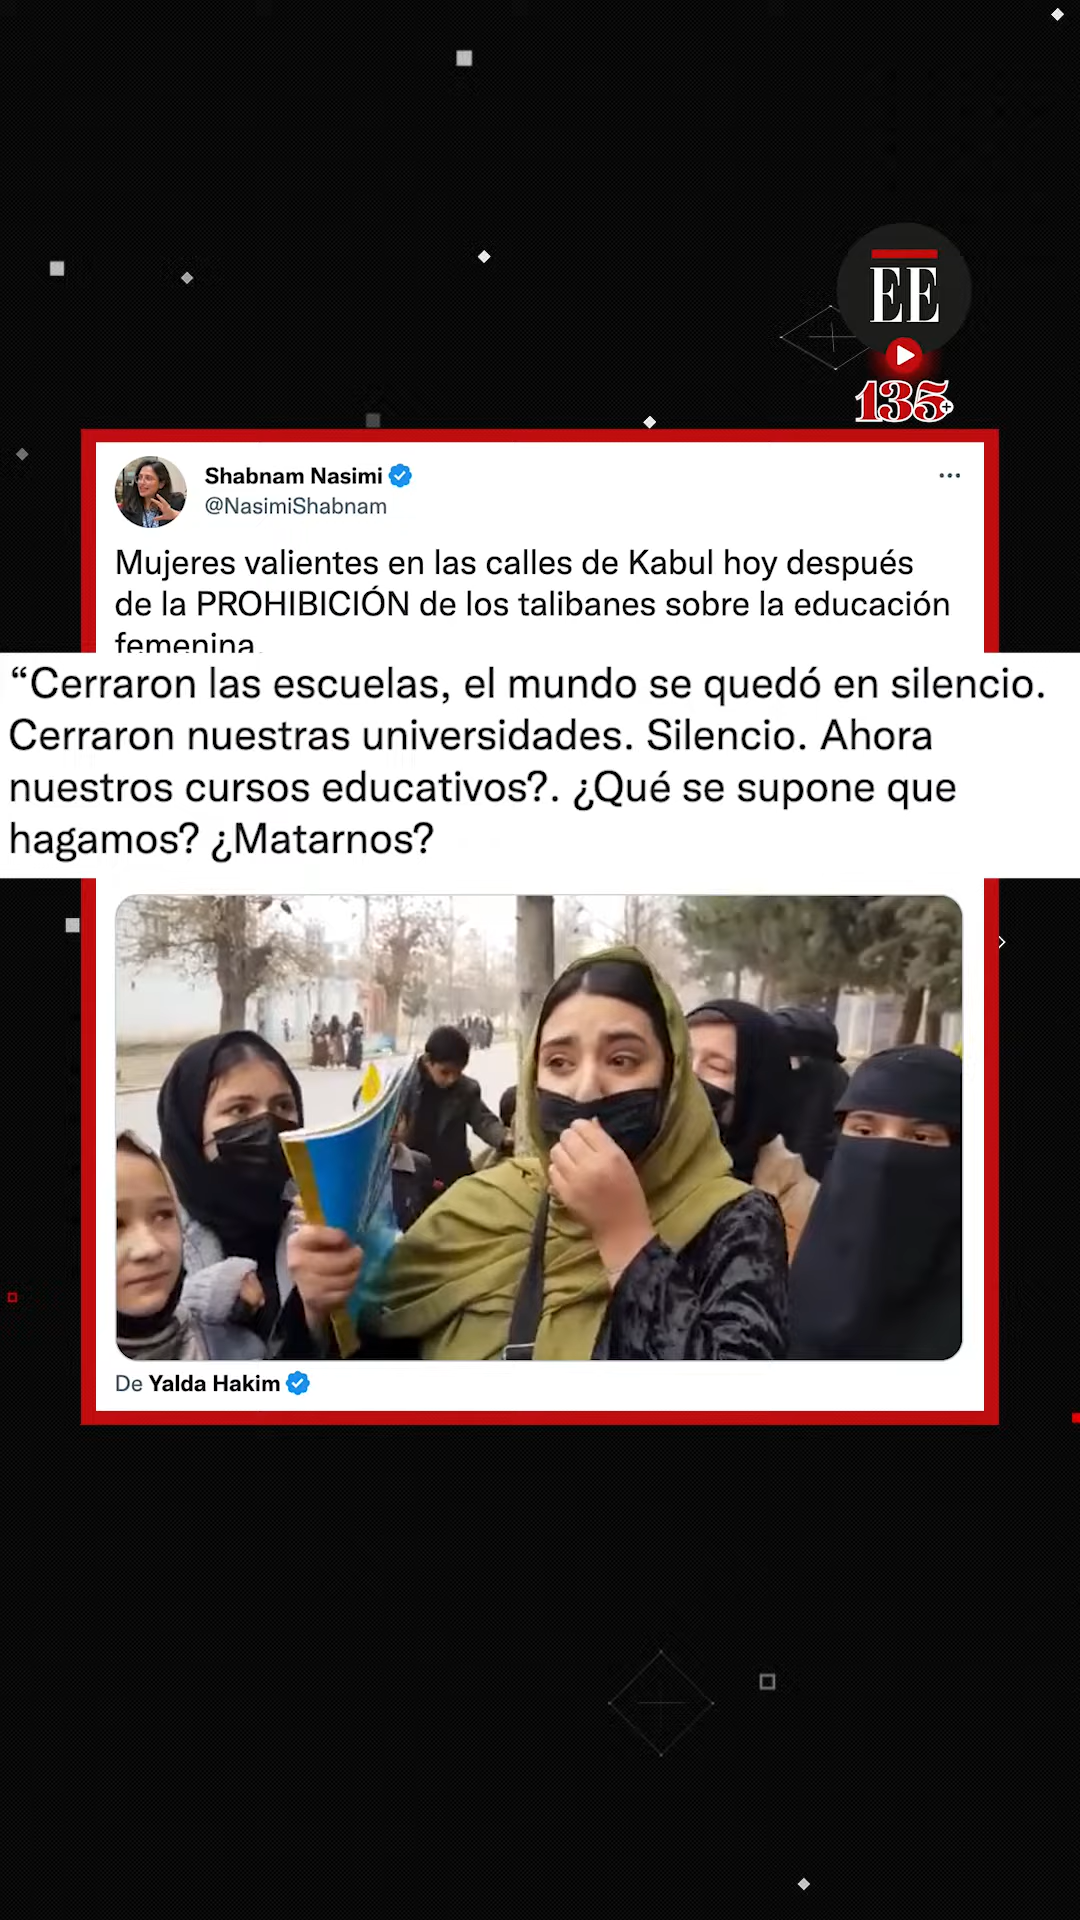 EE
135+
Shabnam Nasimi
@NasimiShabnam
Mujeres valientes en las calles de Kabul hoy después
de la PROHIBICIÓN de los talibanes sobre la educación
femenina.
“Cerraron las escuelas, el mundo se quedó en silencio.
Cerraron nuestras universidades. Silencio. Ahora
nuestros cursos educativos?. ¿Qué se supone que
hagamos? ¿Matarnos?
De Yalda Hakim